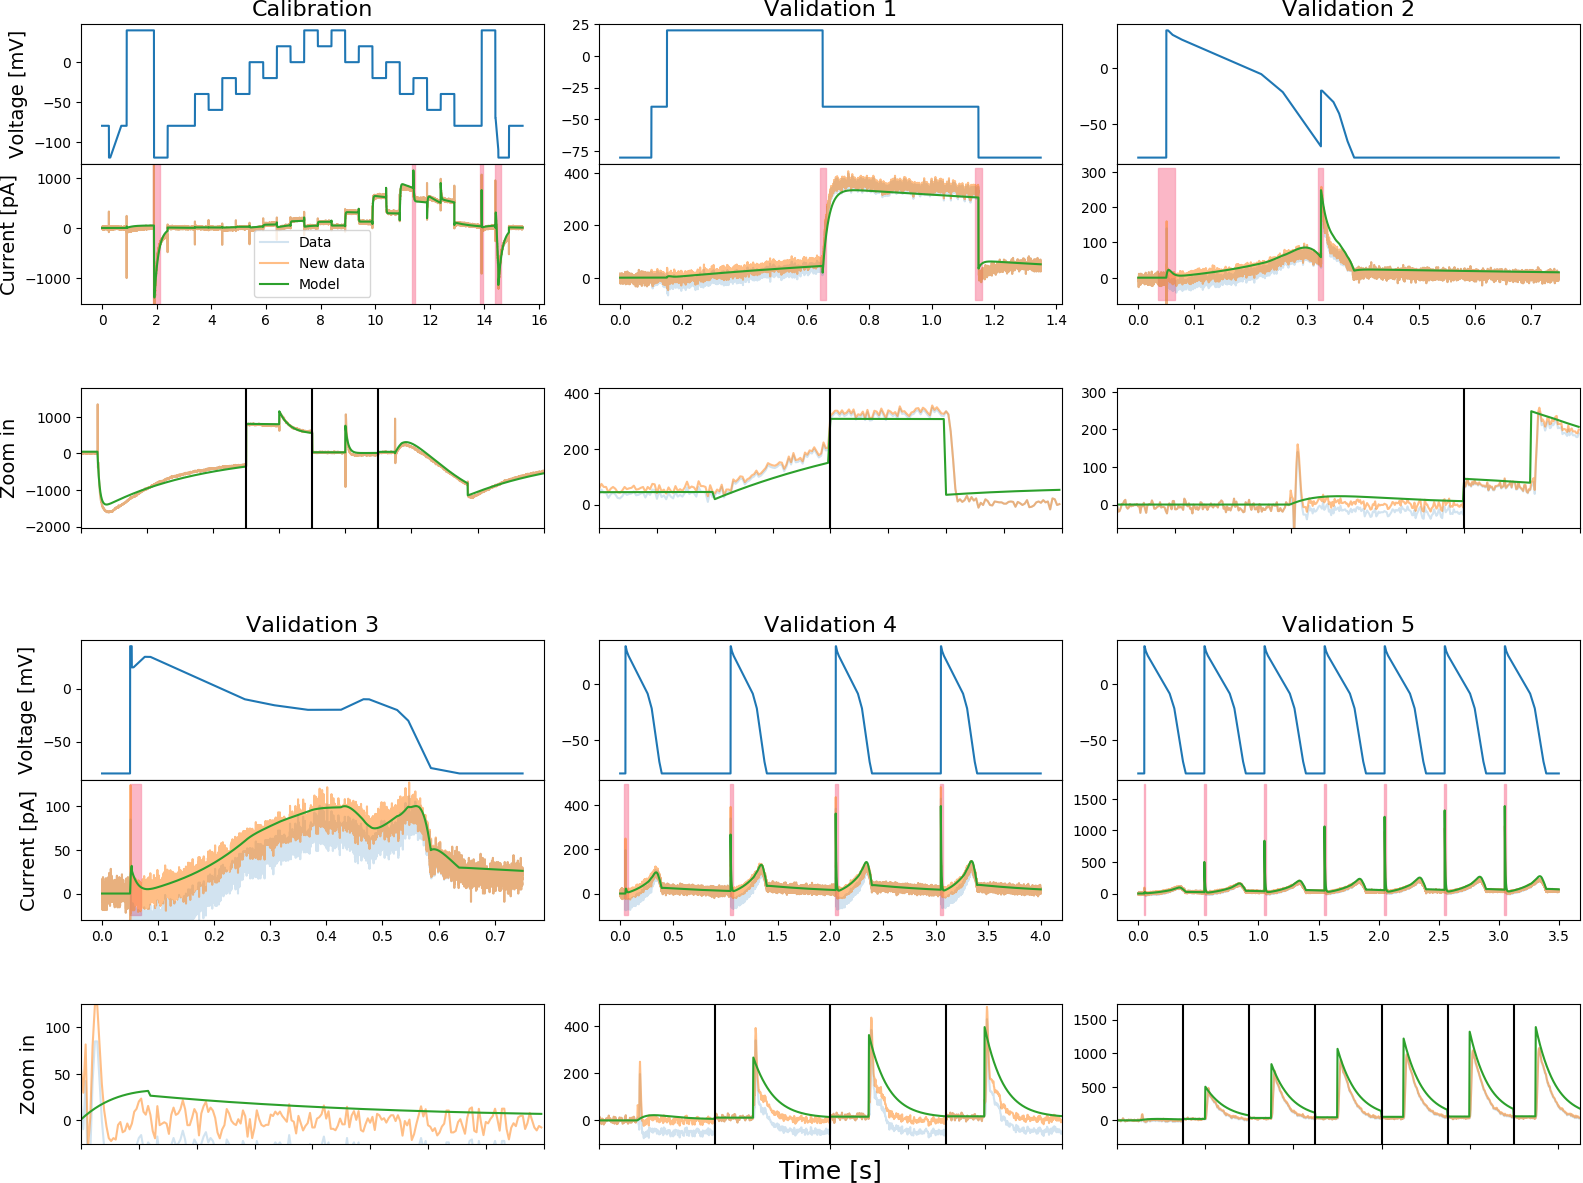 Calibration
Validation 1
Validation 2
Voltage [mV]
0
−50
−100
25
0
−25
−50
−75
0
−50
Current [pA]
1000
0
−1000
Data
New data
Model
400
200
0
300
200
100
0
0 2 4 6 8 10 12 14 16
0.0 0.2 0.4 0.6 0.8 1.0 1.2 1.4
0.0 0.1 0.2 0.3 0.4 0.5 0.6 0.7
Zoom in
1000
0
−1000
−2000
400
200
0
300
200
100
0
Validation 3
Validation 4
Validation 5
Voltage [mV]
0
−50
0
−50
0
−50
Current [pA]
100
50
0
400
200
0
1500
1000
500
0
0.0 0.1 0.2 0.3 0.4 0.5 0.6 0.7
0.0 0.5 1.0 1.5 2.0 2.5 3.0 3.5 4.0
0.0 0.5 1.0 1.5 2.0 2.5 3.0 3.5
Zoom in
100
50
0
400
200
0
1500
1000
500
0
Time [s]